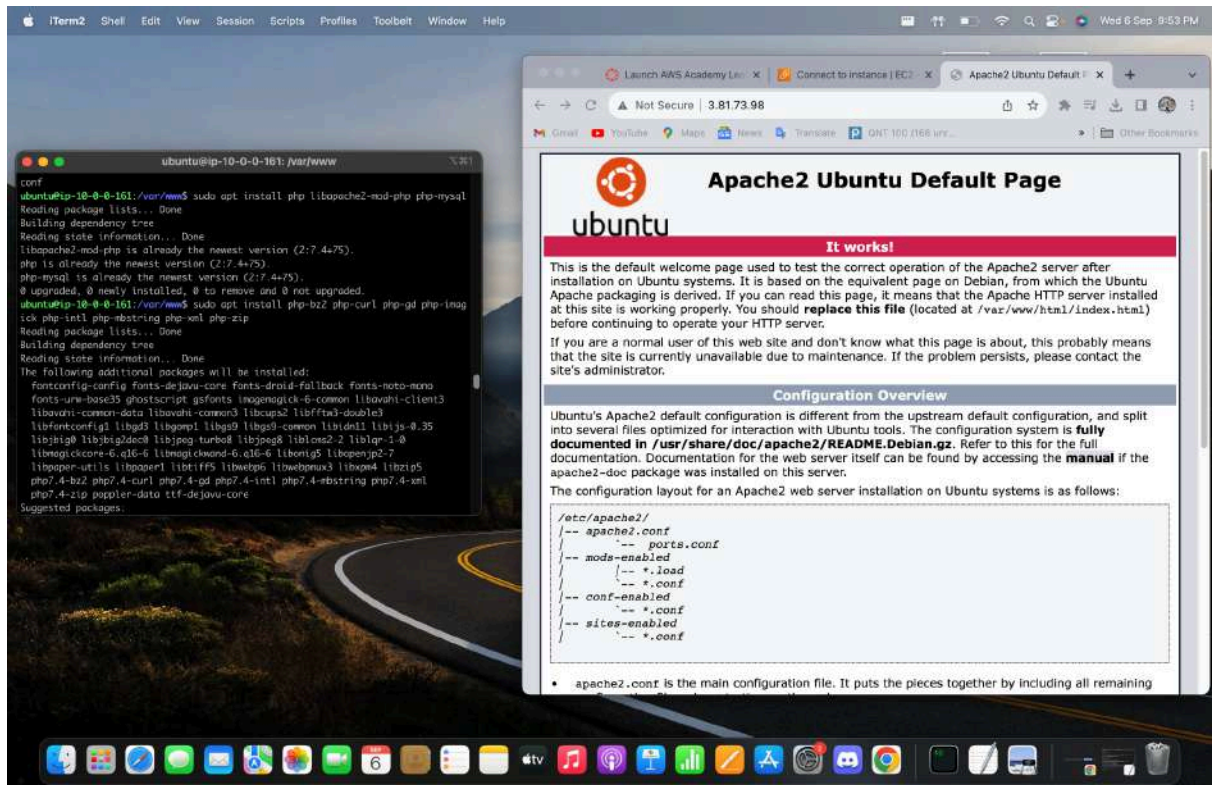 iTerm2 Shell Edit View Session Scripts Profiles Toolbelt Window Help
Wed 6 Sep 9:53 PM
ubuntu@ip-10-0-0-161: /var/www
conf
ubuntu@ip-10-0-0-161:/var/www$ sudo apt install php libapache2-mod-php php-mysql
Reading package lists... Done
Building dependency tree
Reading state information... Done
libapache2-mod-php is already the newest version (2:7.4+75).
php is already the newest version (2:7.4+75).
php-mysql is already the newest version (2:7.4+75).
0 upgraded, 0 newly installed, 0 to remove and 0 not upgraded.
ubuntu@ip-10-0-0-161:/var/www$ sudo apt install php-bz2 php-curl php-gd php-imag
ick php-intl php-mbstring php-xml php-zip
Reading package lists... Done
Building dependency tree
Reading state information... Done
The following additional packages will be installed:
fontconfig-config fonts-dejavu-core fonts-droid-fallback fonts-noto-mono
fonts-urw-base35 ghostscript gsfonts imagemagick-6-common libavahi-client3
libavahi-common-data libavahi-common3 libcups2 libfftw3-double3
libfontconfig1 libgd3 libgomp1 libgs9 libgs9-common libidn11 libijs-0.35
libjbig0 libjbig2dec0 libjpeg-turbo8 libjpeg8 liblcms2-2 liblqr-1-0
libmagickcore-6.q16-6 libmagickwand-6.q16-6 libonig5 libopenjp2-7
libpaper-utils libpaper1 libtiff5 libwebp6 libwebpmux3 libxpm4 libzip5
php7.4-bz2 php7.4-curl php7.4-gd php7.4-intl php7.4-mbstring php7.4-xml
php7.4-zip poppler-data ttf-dejavu-core
Suggested packages:
Launch AWS Academy Le
Connect to instance | EC2
Apache2 Ubuntu Default P
Not Secure | 3.81.73.98
Gmail YouTube Maps News Translate QNT 100 /166 Other Bookmarks
ubuntu
Apache2 Ubuntu Default Page
It works!
This is the default welcome page used to test the correct operation of the Apache2 server after
installation on Ubuntu systems. It is based on the equivalent page on Debian, from which the Ubuntu
Apache packaging is derived. If you can read this page, it means that the Apache HTTP server installed
at this site is working properly. You should replace this file (located at /var/www/html/index.html)
before continuing to operate your HTTP server.
If you are a normal user of this web site and don't know what this page is about, this probably means
that the site is currently unavailable due to maintenance. If the problem persists, please contact the
site's administrator.
Configuration Overview
Ubuntu's Apache2 default configuration is different from the upstream default configuration, and split
into several files optimized for interaction with Ubuntu tools. The configuration system is fully
documented in /usr/share/doc/apache2/README.Debian.gz. Refer to this for the full
documentation. Documentation for the web server itself can be found by accessing the manual if the
apache2-doc package was installed on this server.
The configuration layout for an Apache2 web server installation on Ubuntu systems is as follows:
/etc/apache2/
|-- apache2.conf
| `-- ports.conf
|-- mods-enabled
| |-- *.load
| `-- *.conf
|-- conf-enabled
| `-- *.conf
|-- sites-enabled
| `-- *.conf
• apache2.conf is the main configuration file. It puts the pieces together by including all remaining
SEP
6
tv